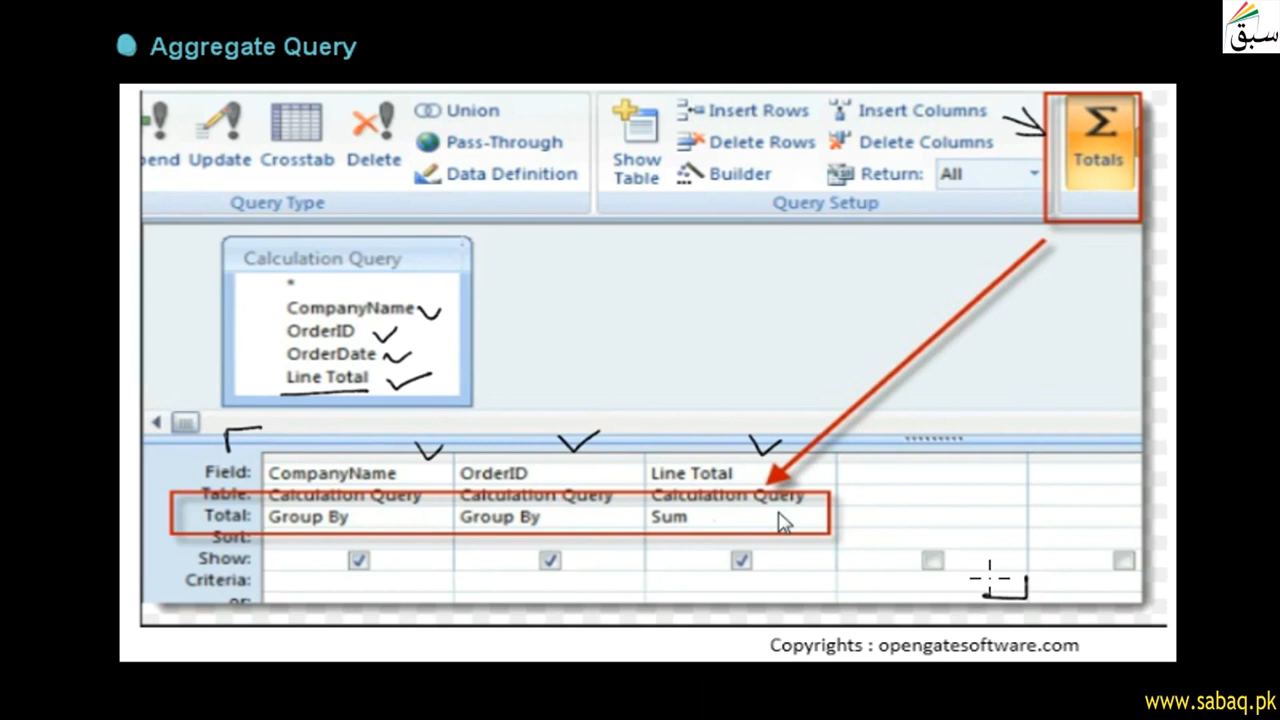 Aggregate Query
سبق
pend Update Crosstab Delete
Union
Pass-Through
Data Definition
Query Type
Show Table
Insert Rows
Delete Rows
Builder
Insert Columns
Delete Columns
Return: All
Query Setup
Σ
Totals
Calculation Query
*
CompanyName
OrderID
OrderDate
Line Total
Field: CompanyName OrderID Line Total
Table: Calculation Query Calculation Query Calculation Query
Total: Group By Group By Sum
Sort:
Show:
Criteria:
or:
Copyrights : opengatesoftware.com
www.sabaq.pk